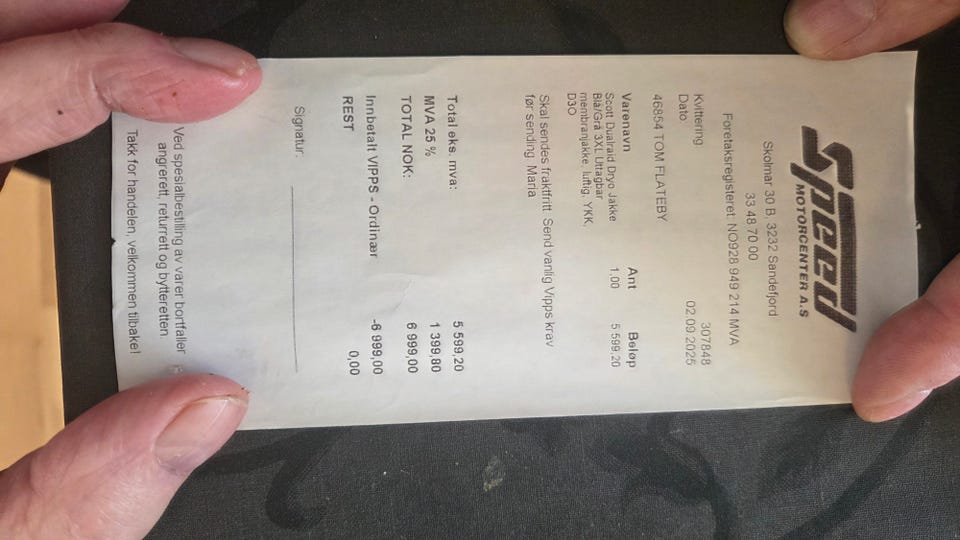 Speed
MOTORCENTER A.S
Skolmar 30 B, 3232 Sandefjord
33 48 70 00
Foretaksregisteret: NO928 949 214 MVA
Kvittering 307848
Dato 02.09.2025
46854 TOM FLATEBY
Varenavn Ant Beløp
Scott Dualraid Dryo Jakke 1.00 5 599,20
Blå/Grå 3XL Uttagbar
membranjakke, luftig, YKK,
D3O
Skal sendes fraktfritt Send vanlig Vipps krav
før sending. Maria
Total eks. mva: 5 599,20
MVA 25 % 1 399,80
TOTAL NOK: 6 999,00
Innbetalt VIPPS - Ordinær -6 999,00
REST 0,00
Signatur:
Ved spesialbestilling av varer bortfaller
angrerett, returrett og bytteretten
Takk for handelen, velkommen tilbake!